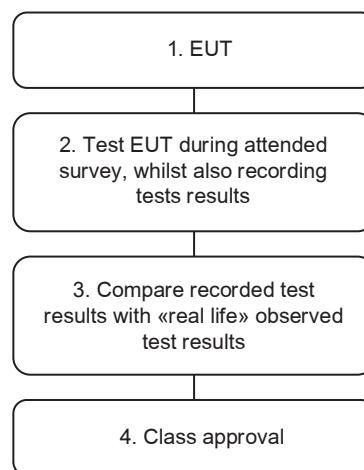 1. EUT
2. Test EUT during attended
survey, whilst also recording
tests results
3. Compare recorded test
results with «real life» observed
test results
4. Class approval